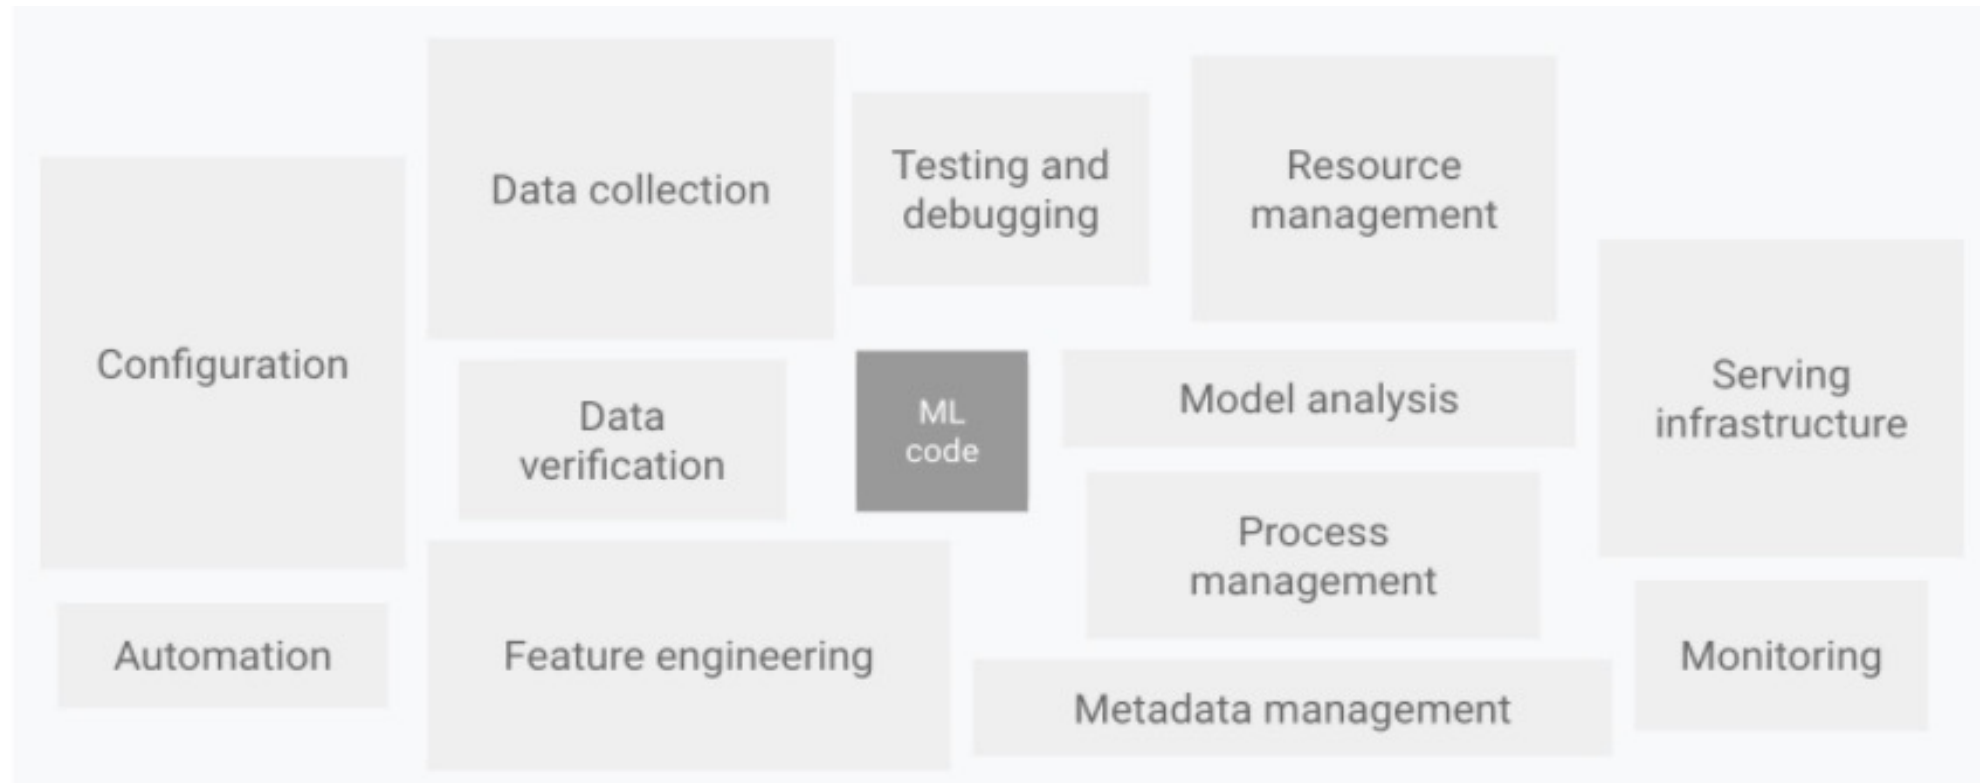 Configuration
Automation
Data collection
Data
verification
Feature engineering
Testing and
debugging
ML
code
Resource
management
Model analysis
Process
management
Metadata management
Serving
infrastructure
Monitoring